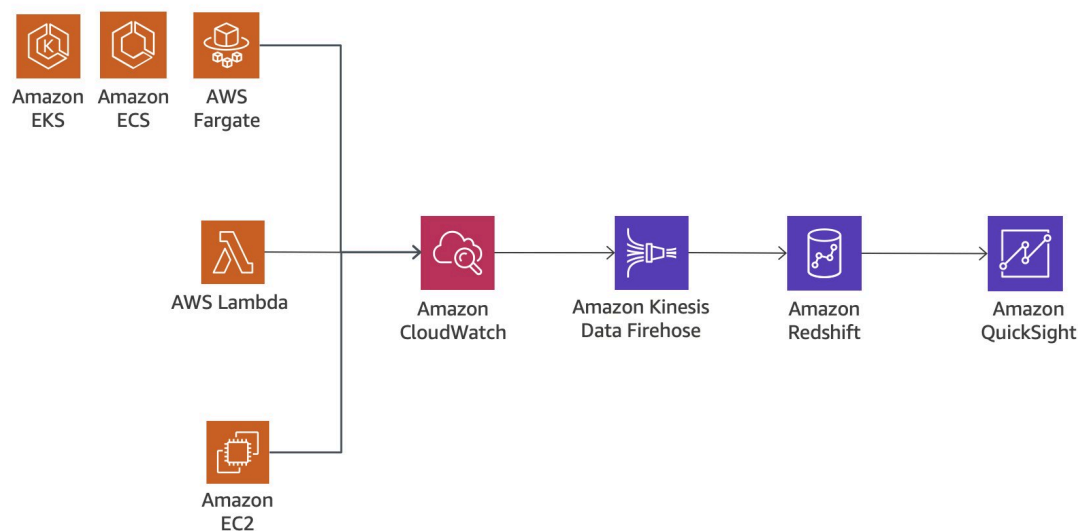 K
Amazon
EKS
Amazon
ECS
AWS
Fargate
AWS Lambda
Amazon
CloudWatch
Amazon Kinesis
Data Firehose
Amazon
Redshift
Amazon
QuickSight
Amazon
EC2